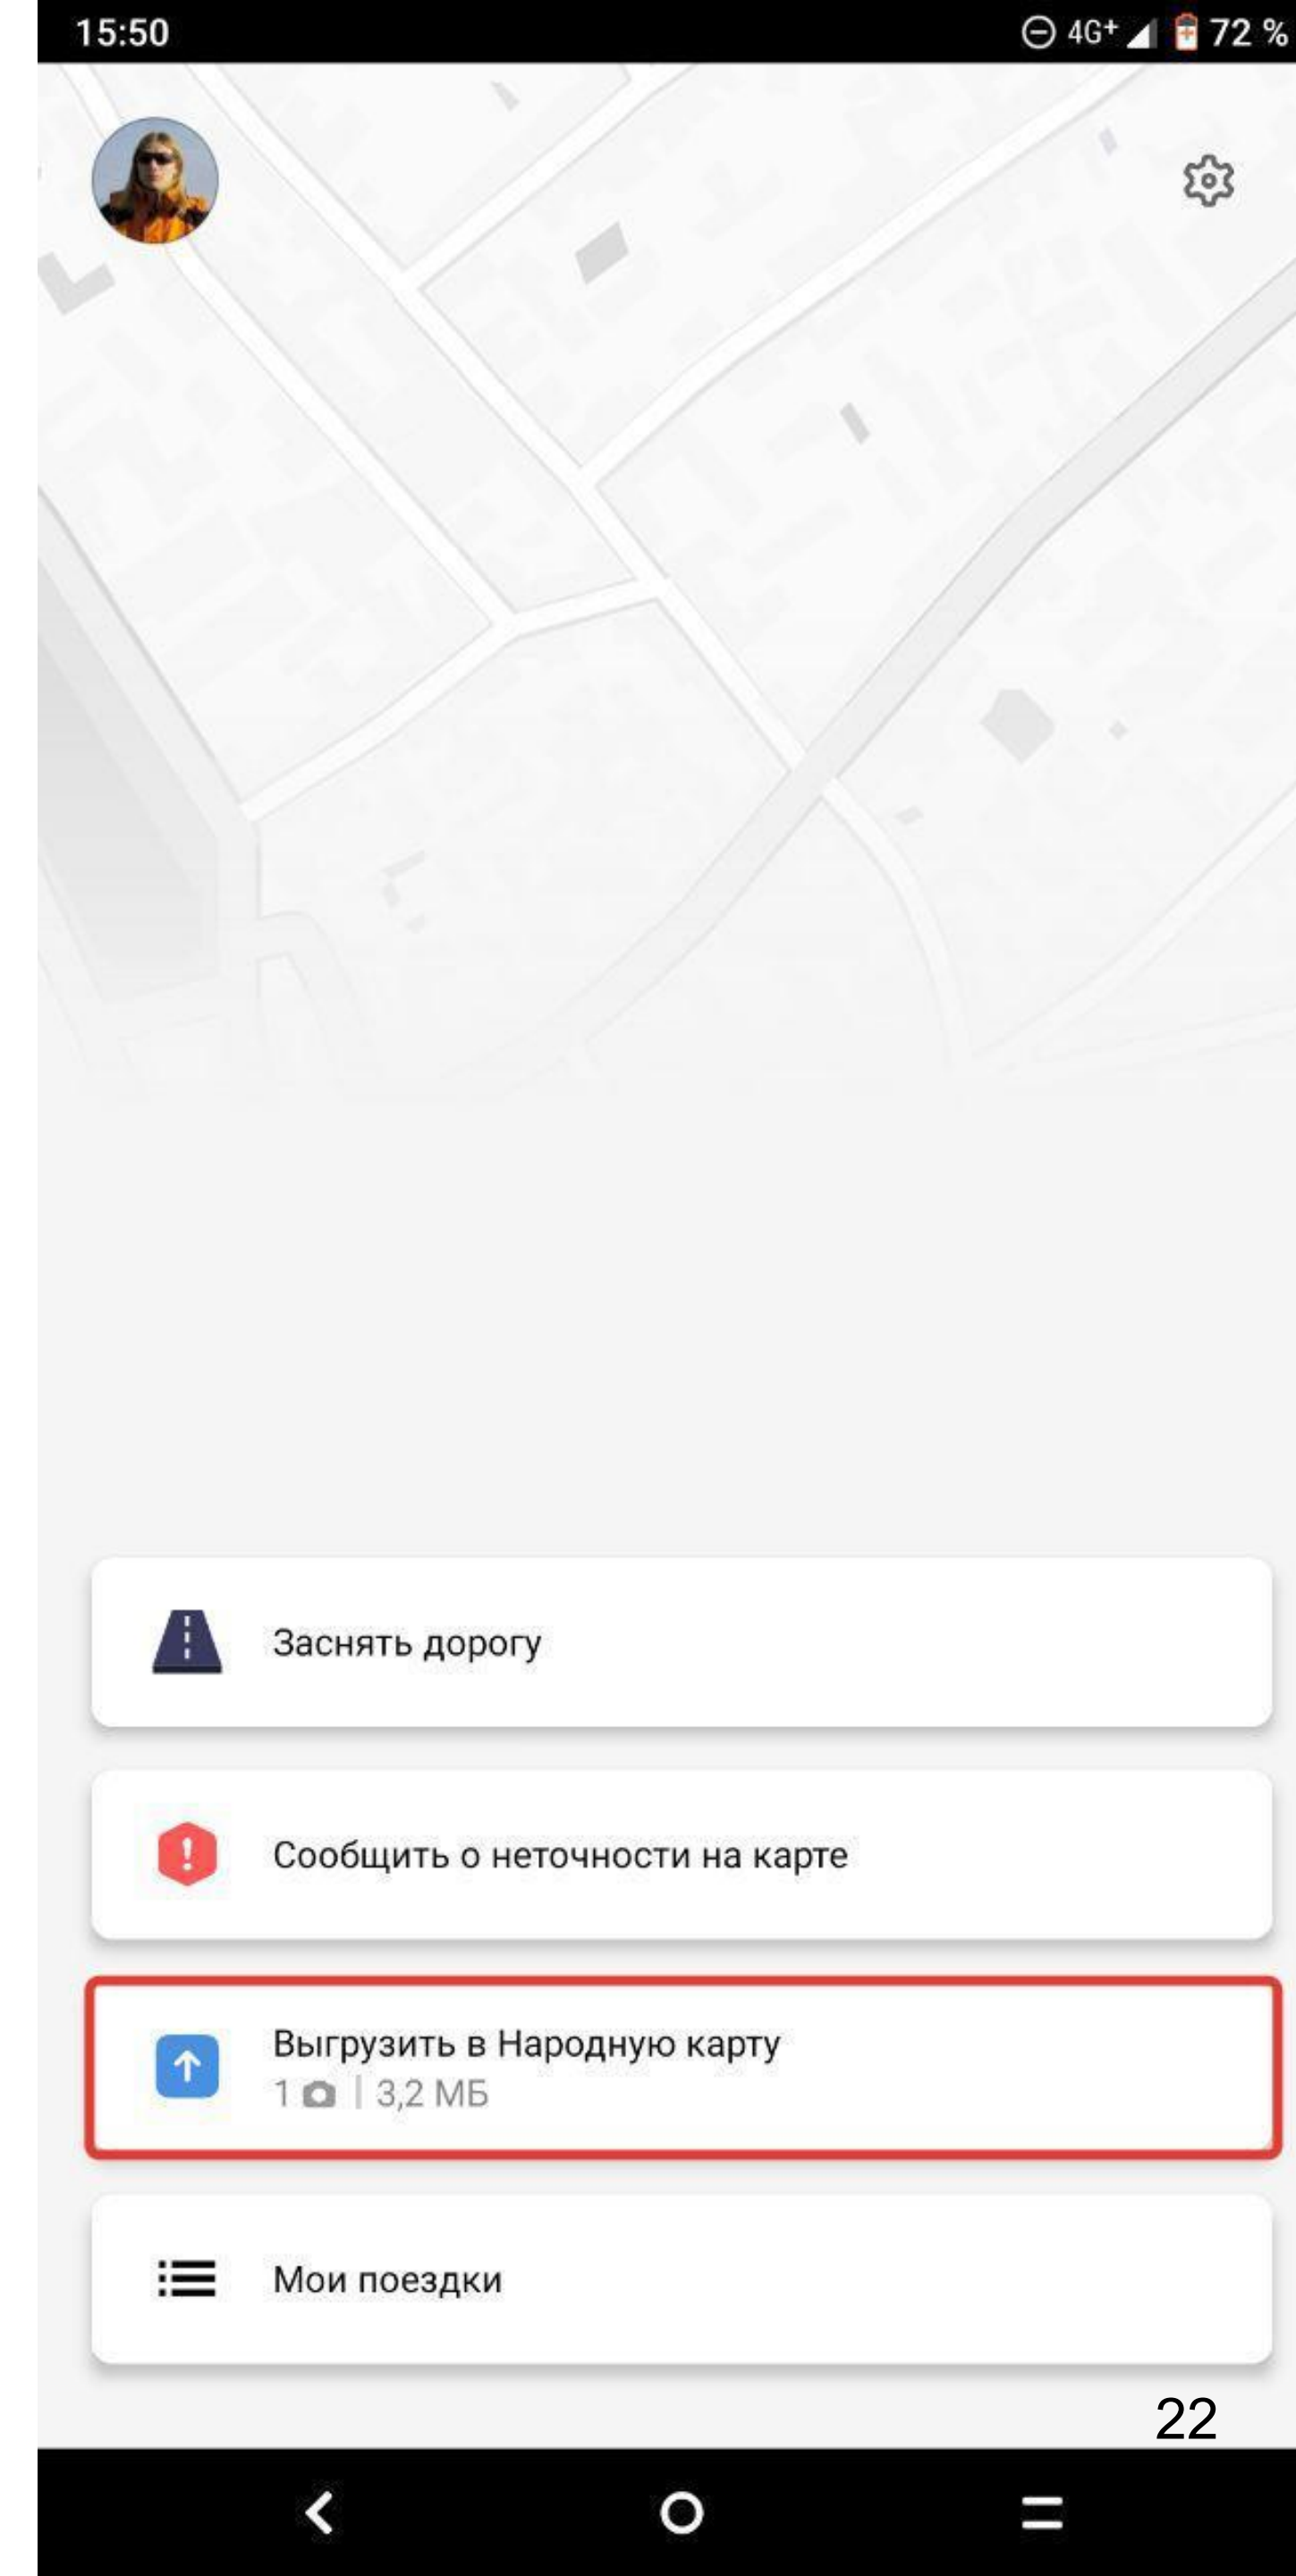 15:50 4G+ 72 %
Заснять дорогу
Сообщить о неточности на карте
Выгрузить в Народную карту
1 | 3,2 МБ
Мои поездки
22